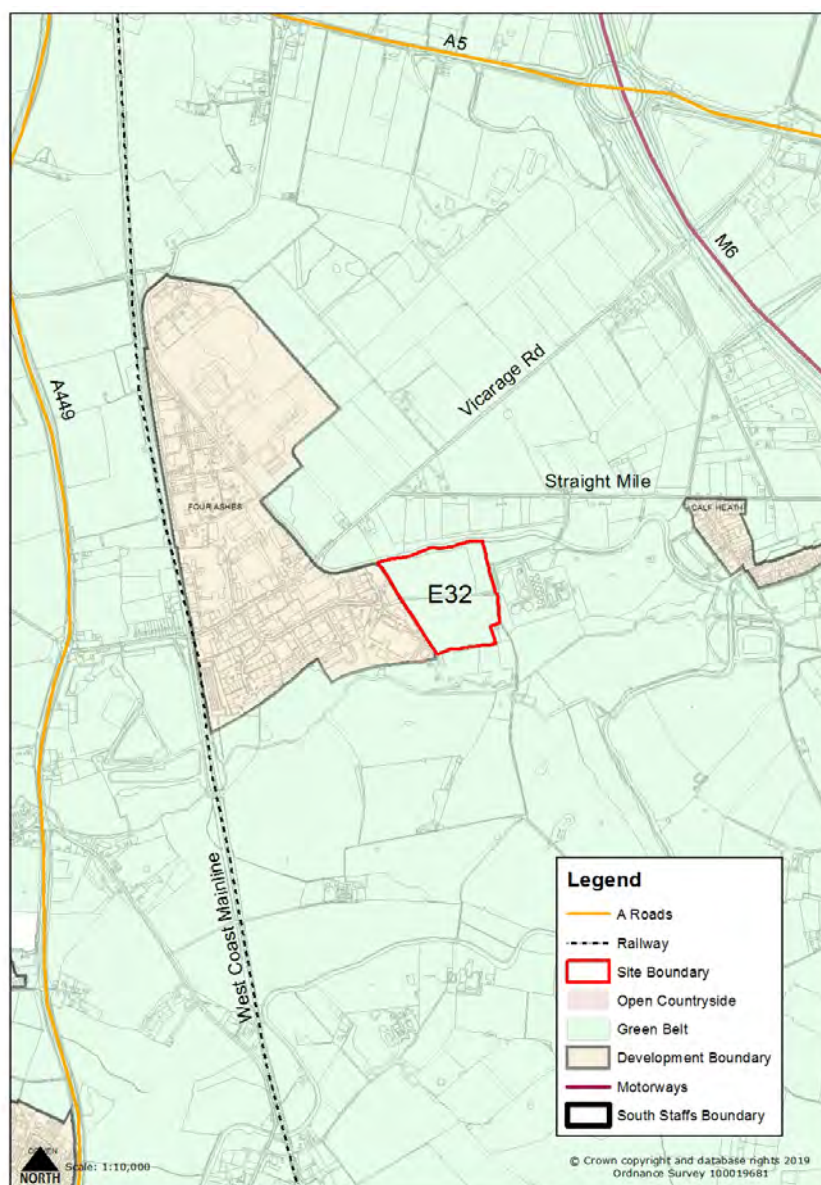 A5
M6
Vicarage Rd
A449
Straight Mile
FOUR ASHES
CALF HEATH
E32
West Coast Mainline
Legend
A Roads
Railway
Site Boundary
Open Countryside
Green Belt
Development Boundary
Motorways
South Staffs Boundary
NORTH
Scale: 1:10,000
© Crown copyright and database rights 2019
Ordnance Survey 100019681